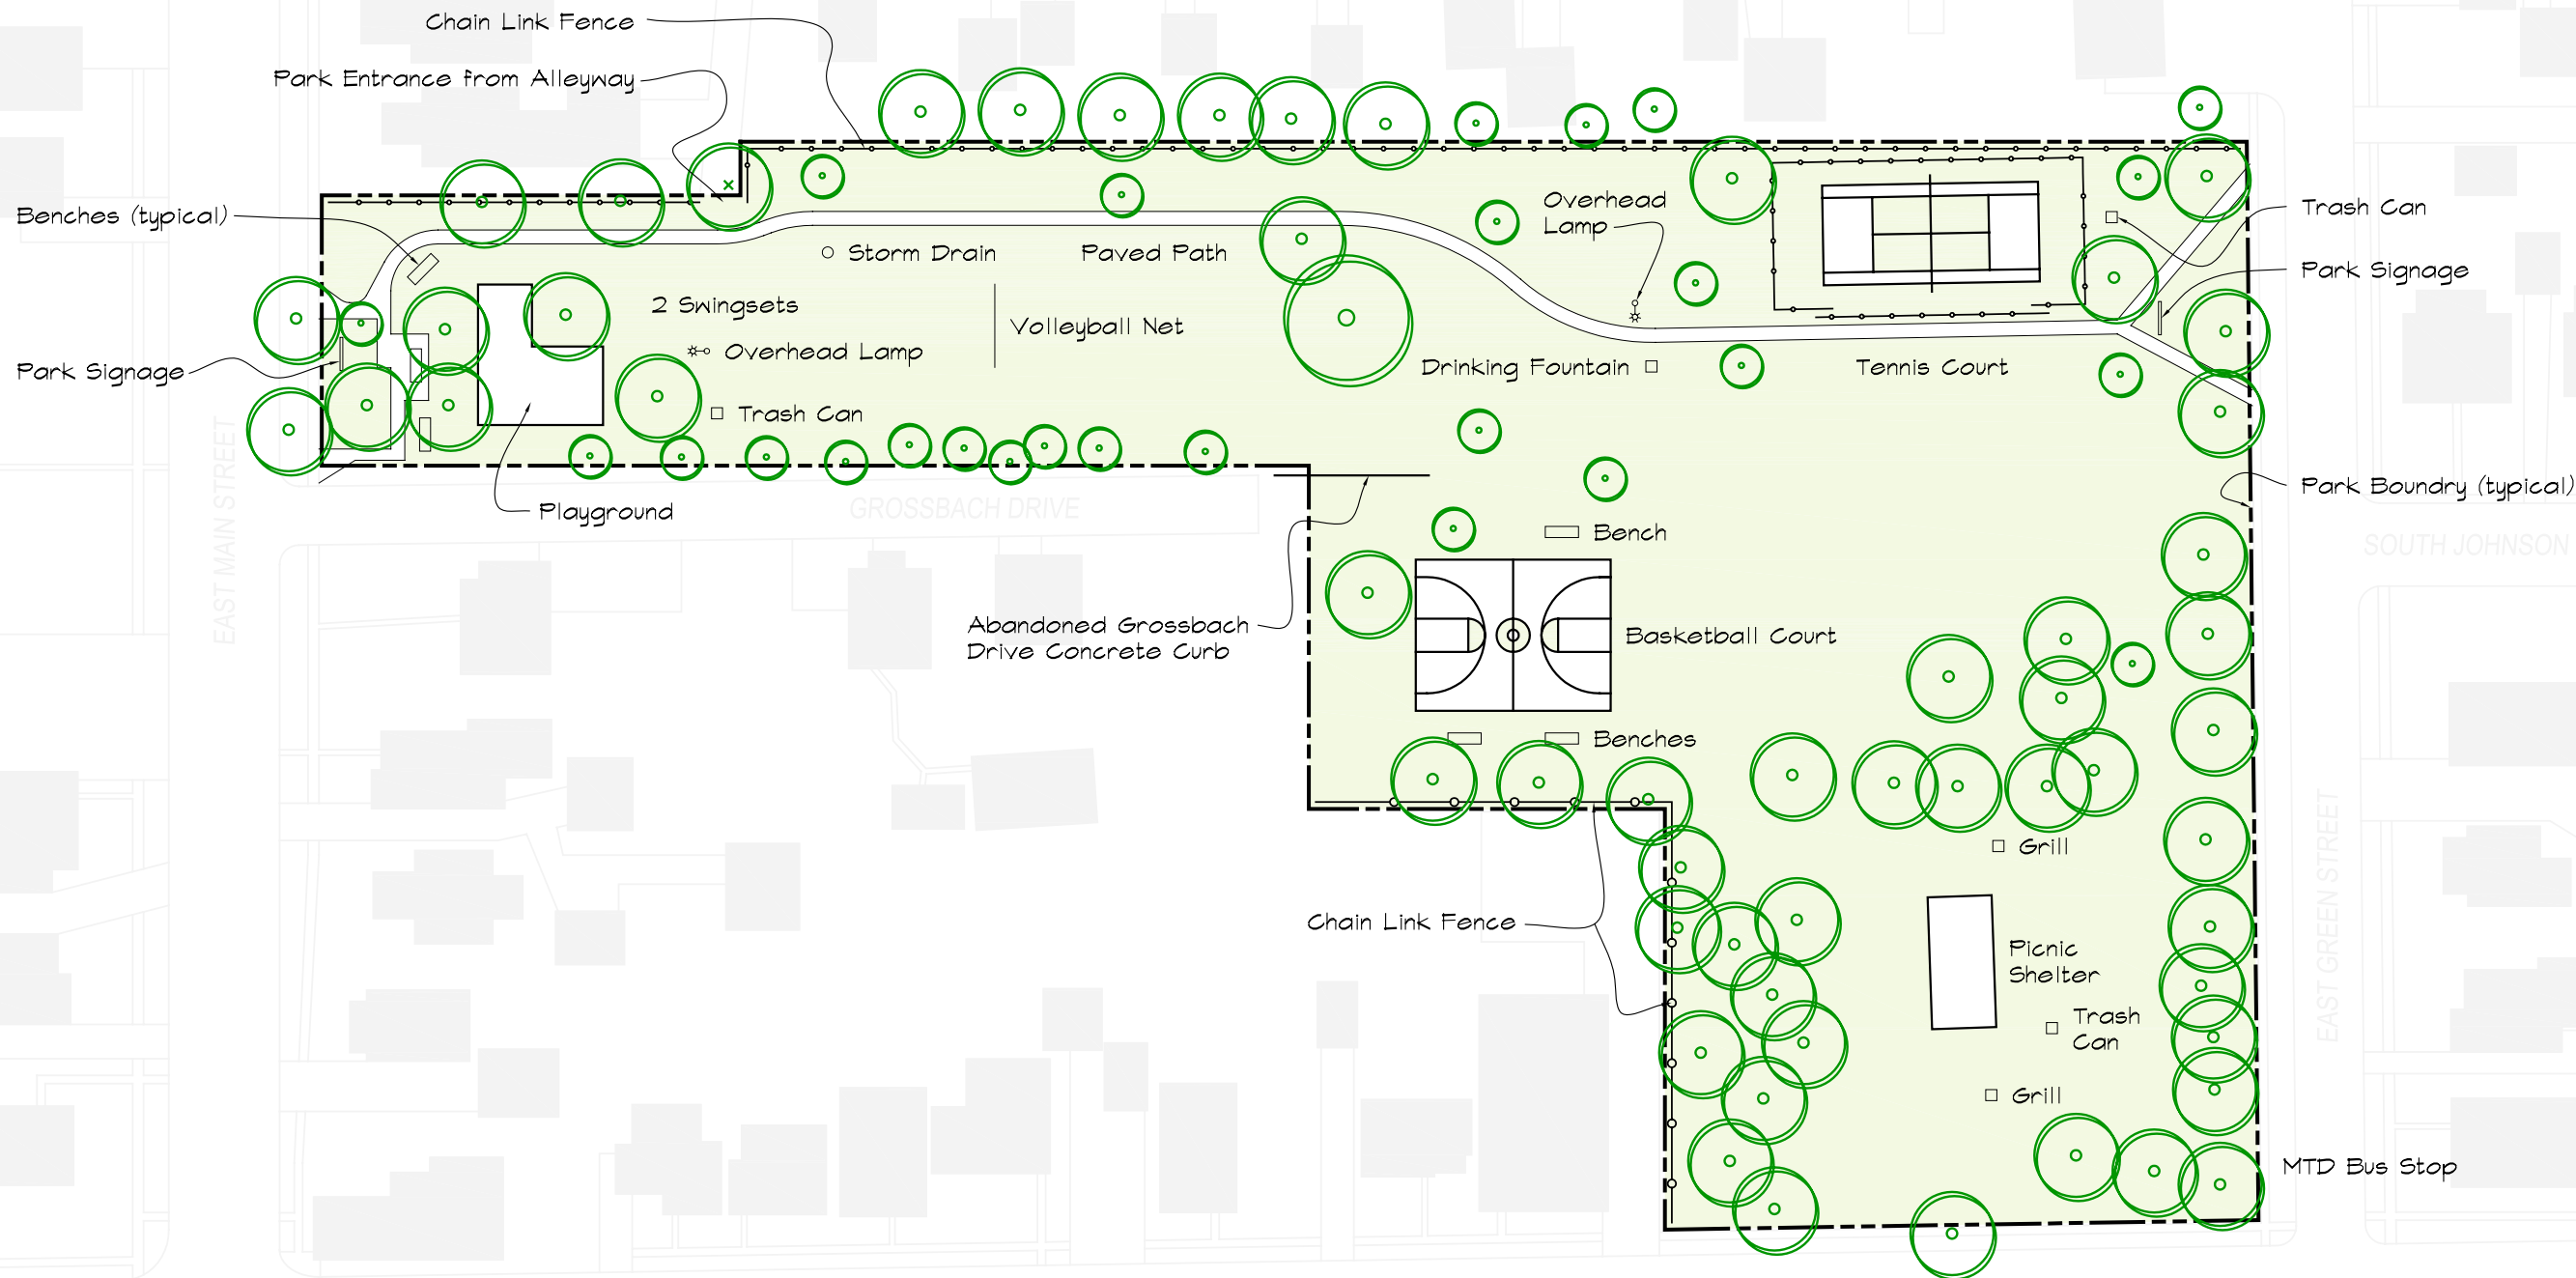 Chain Link Fence
Park Entrance from Alleyway
Benches (typical)
Park Signage
Storm Drain
Paved Path
2 Swingsets
Volleyball Net
Overhead Lamp
Trash Can
Playground
Overhead
Lamp
Drinking Fountain
Tennis Court
Trash Can
Park Signage
Park Boundry (typical)
EAST MAIN STREET
GROSSBACH DRIVE
SOUTH JOHNSON
Bench
Abandoned Grossbach
Drive Concrete Curb
Basketball Court
Benches
Grill
Chain Link Fence
Picnic
Shelter
Trash
Can
Grill
EAST GREEN STREET
MTD Bus Stop